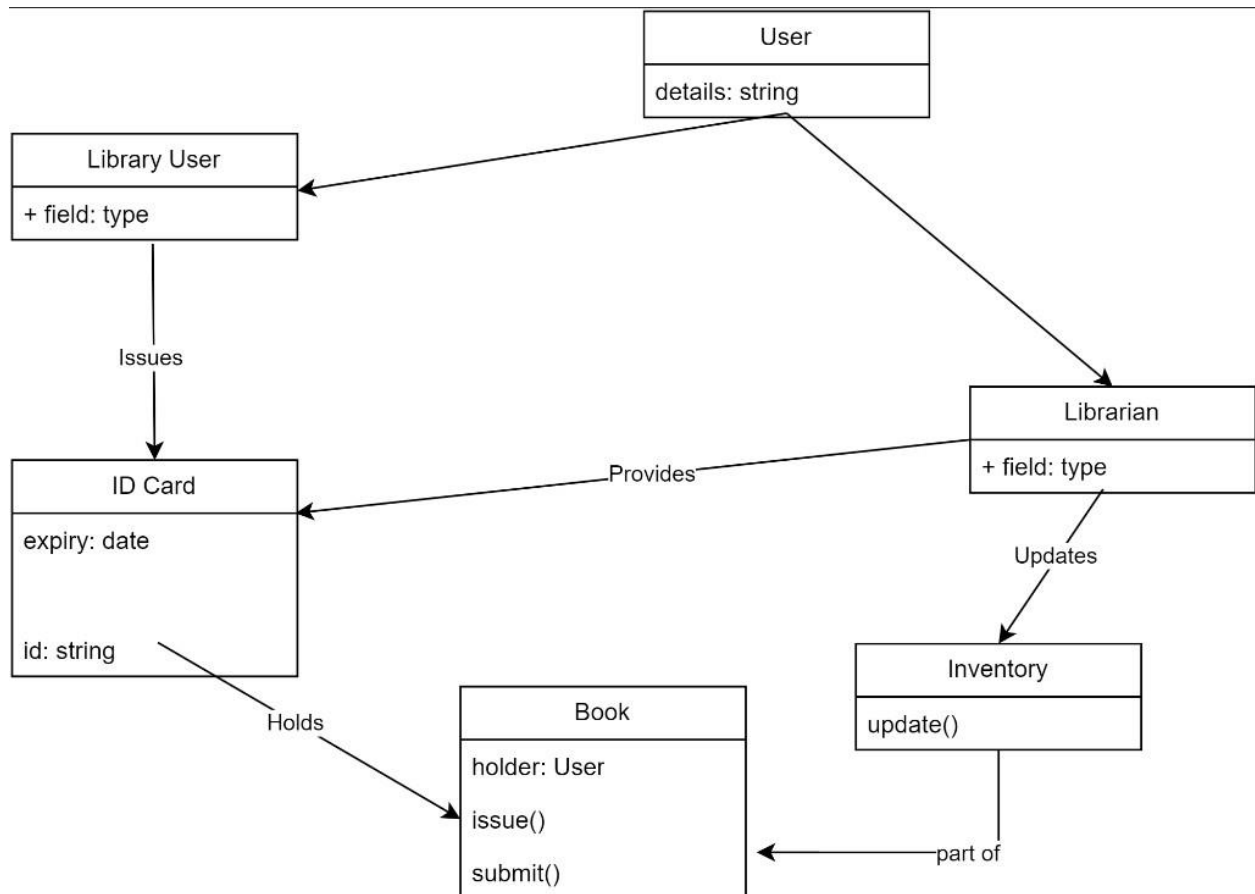 User
details: string
Library User
+ field: type
Issues
Librarian
+ field: type
Provides
ID Card
expiry: date
id: string
Updates
Holds
Inventory
update()
Book
holder: User
issue()
submit()
part of